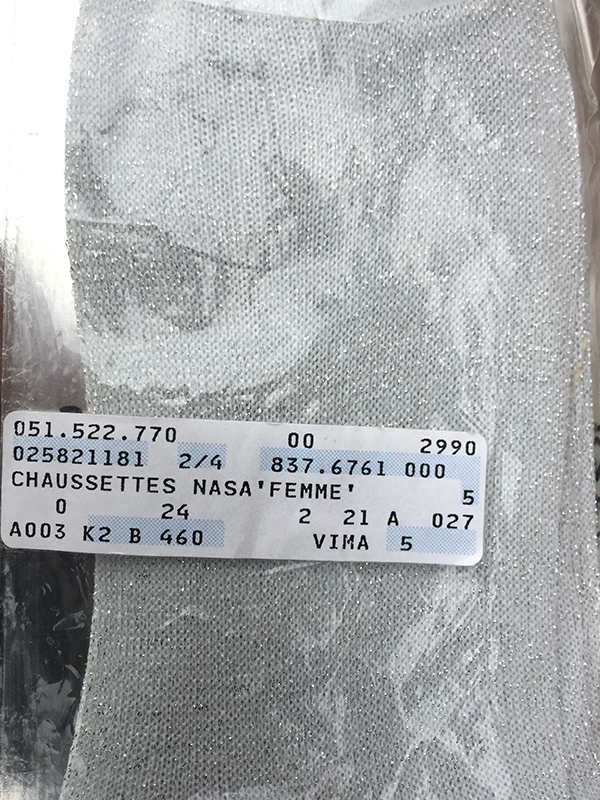 051.522.770 00 2990
025821181 2/4 837.6761 000
CHAUSSETTES NASA'FEMME' 5
0 24 2 21 A 027
A003 K2 B 460 VIMA 5